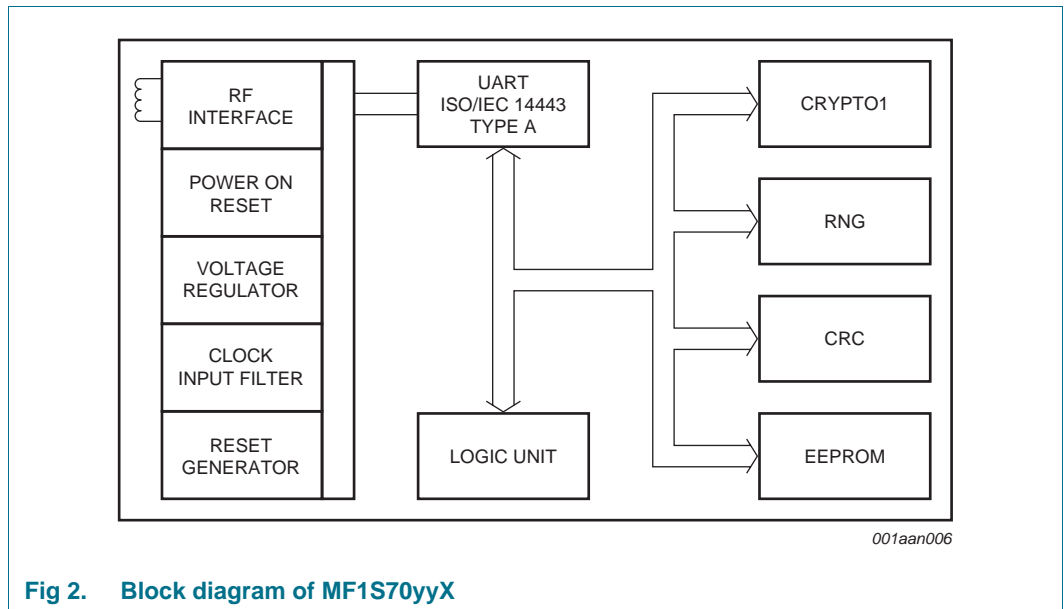 RF
INTERFACE
POWER ON
RESET
VOLTAGE
REGULATOR
CLOCK
INPUT FILTER
RESET
GENERATOR
UART
ISO/IEC 14443
TYPE A
LOGIC UNIT
CRYPTO1
RNG
CRC
EEPROM
001aan006
Fig 2. Block diagram of MF1S70yyX